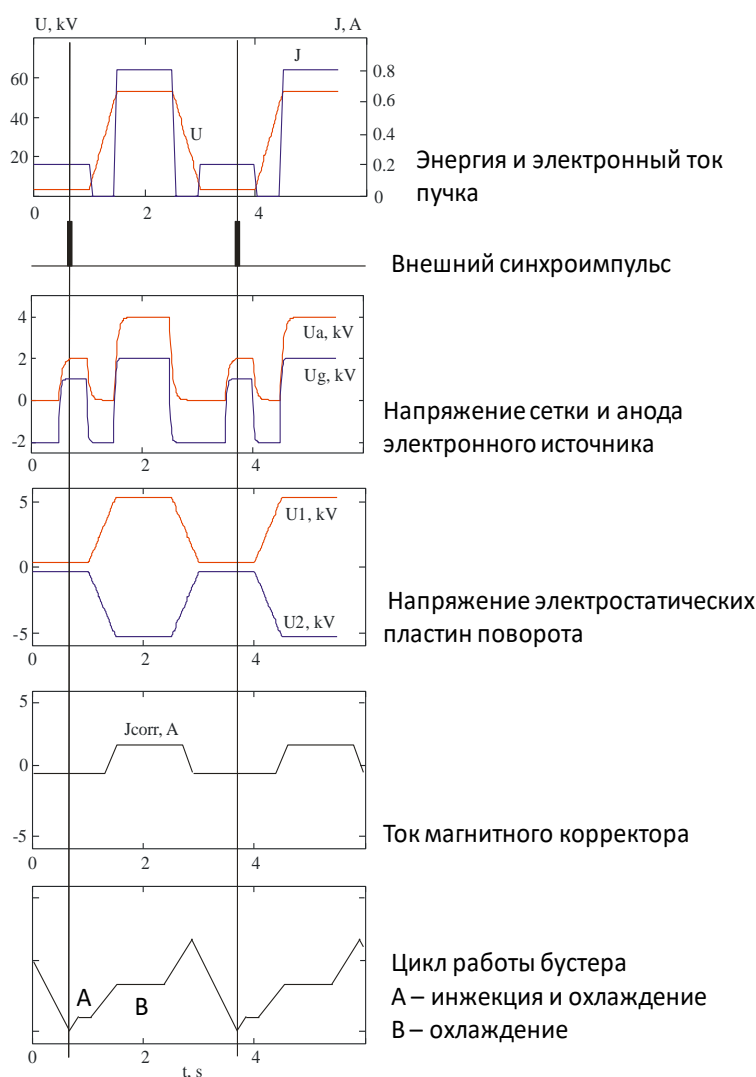 U, kV J, A
60
40
20
0 2 4
0.8
0.6
0.4
0.2
0
J
U
Энергия и электронный ток
пучка
Внешний синхроимпульс
4
2
0
-2
0 2 4
Ua, kV
Ug, kV
Напряжение сетки и анода
электронного источника
5
0
-5
0 2 4
U1, kV
U2, kV
Напряжение электростатических
пластин поворота
5
0
-5
0 2 4
Jcorr, A
Ток магнитного корректора
A
B
0 2 4
t, s
Цикл работы бустера
А – инжекция и охлаждение
В – охлаждение